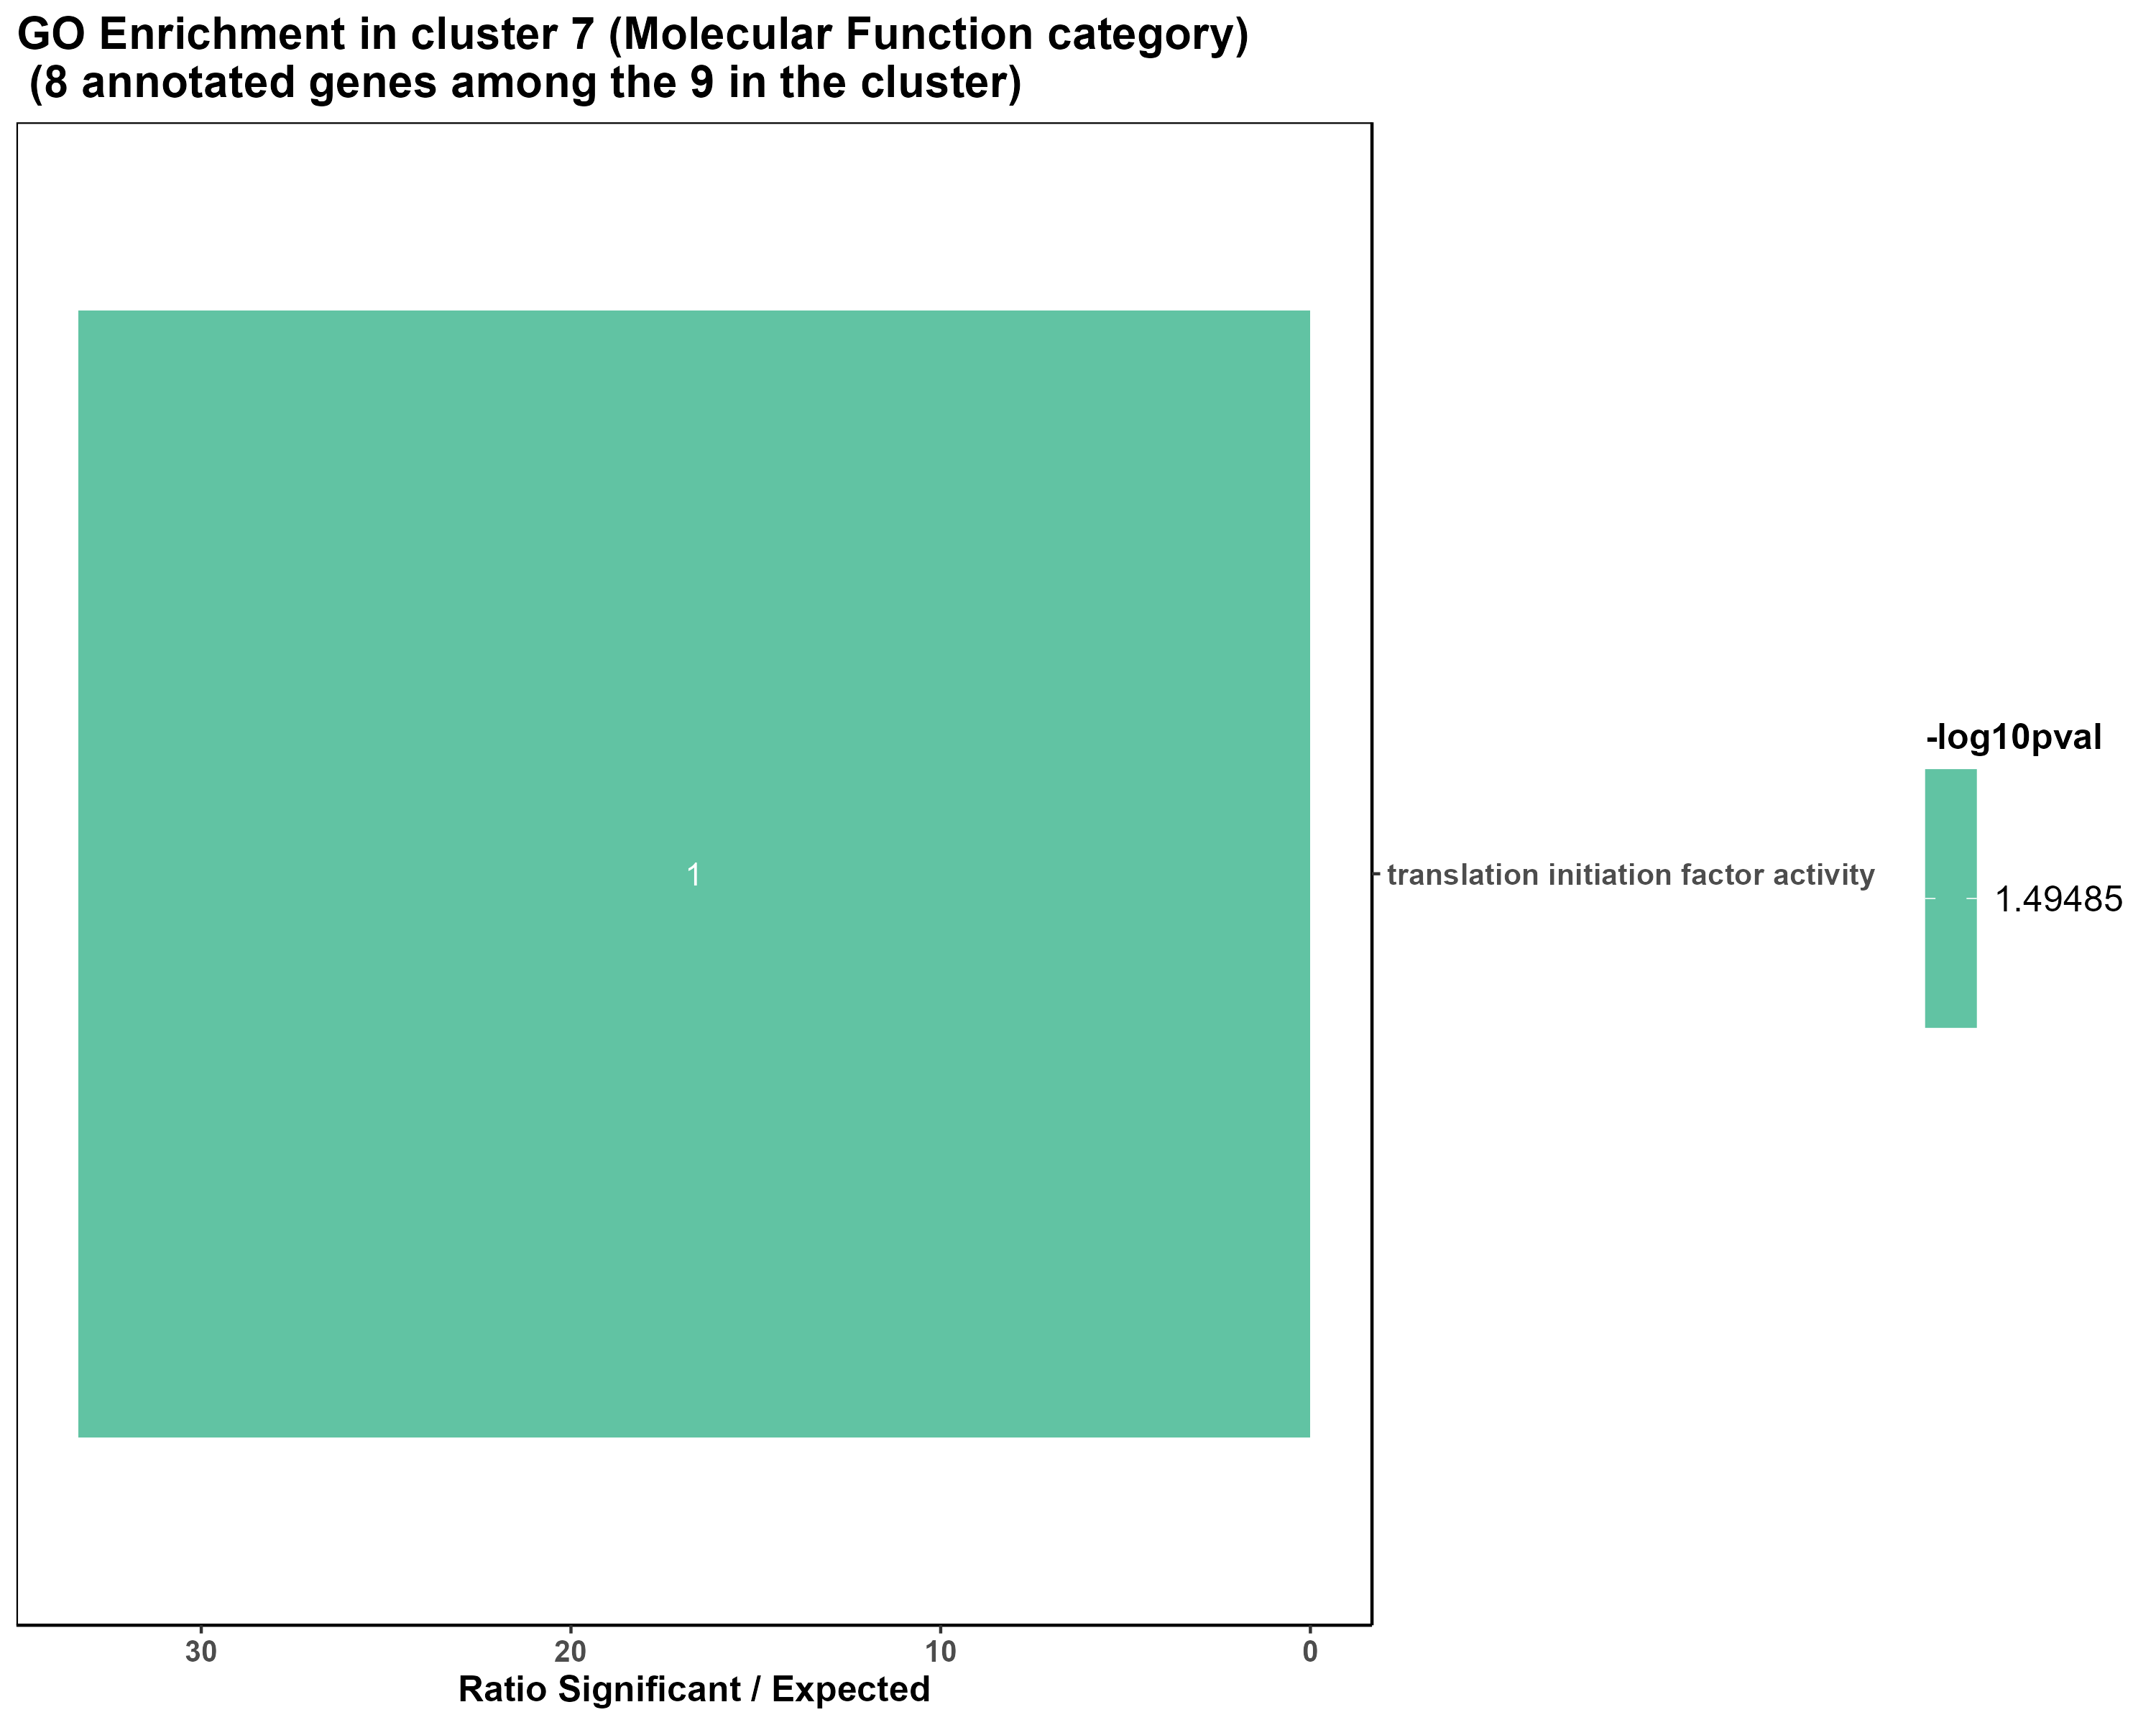 GO Enrichment in cluster 7 (Molecular Function category)
(8 annotated genes among the 9 in the cluster)
1
translation initiation factor activity
-log10pval
1.49485
30 20 10 0
Ratio Significant / Expected